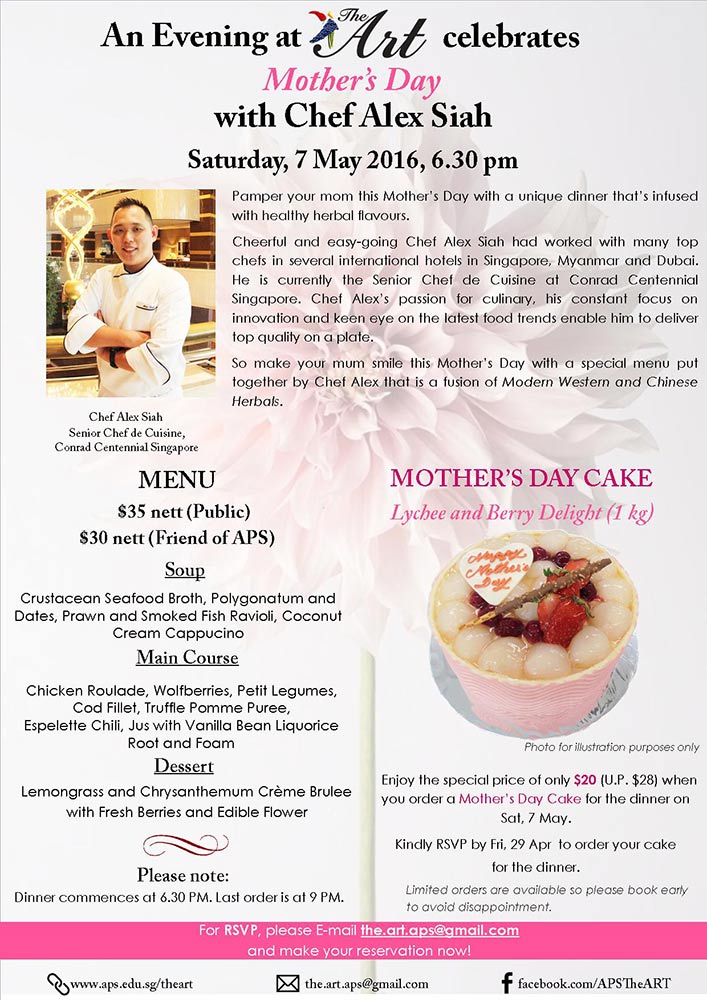 An Evening at The Art celebrates
Mother's Day
with Chef Alex Siah
Saturday, 7 May 2016, 6.30 pm
Pamper your mom this Mother's Day with a unique dinner that's infused
with healthy herbal flavours.
Cheerful and easy-going Chef Alex Siah had worked with many top
chefs in several international hotels in Singapore, Myanmar and Dubai.
He is currently the Senior Chef de Cuisine at Conrad Centennial
Singapore. Chef Alex's passion for culinary, his constant focus on
innovation and keen eye on the latest food trends enable him to deliver
top quality on a plate.
So make your mum smile this Mother's Day with a special menu put
together by Chef Alex that is a fusion of Modern Western and Chinese
Herbals.
Chef Alex Siah
Senior Chef de Cuisine,
Conrad Centennial Singapore
MENU
$35 nett (Public)
$30 nett (Friend of APS)
Soup
Crustacean Seafood Broth, Polygonatum and
Dates, Prawn and Smoked Fish Ravioli, Coconut
Cream Cappucino
Main Course
Chicken Roulade, Wolfberries, Petit Legumes,
Cod Fillet, Truffle Pomme Puree,
Espelette Chili, Jus with Vanilla Bean Liquorice
Root and Foam
Dessert
Lemongrass and Chrysanthemum Crème Brulee
with Fresh Berries and Edible Flower
Please note:
Dinner commences at 6.30 PM. Last order is at 9 PM.
MOTHER'S DAY CAKE
Lychee and Berry Delight (1 kg)
Happy
Mother's
Day
Photo for illustration purposes only
Enjoy the special price of only $20 (U.P. $28) when
you order a Mother's Day Cake for the dinner on
Sat, 7 May.
Kindly RSVP by Fri, 29 Apr to order your cake
for the dinner.
Limited orders are available so please book early
to avoid disappointment.
For RSVP, please E-mail the.art.aps@gmail.com
and make your reservation now!
www.aps.edu.sg/theart
the.art.aps@gmail.com
facebook.com/APSTheART